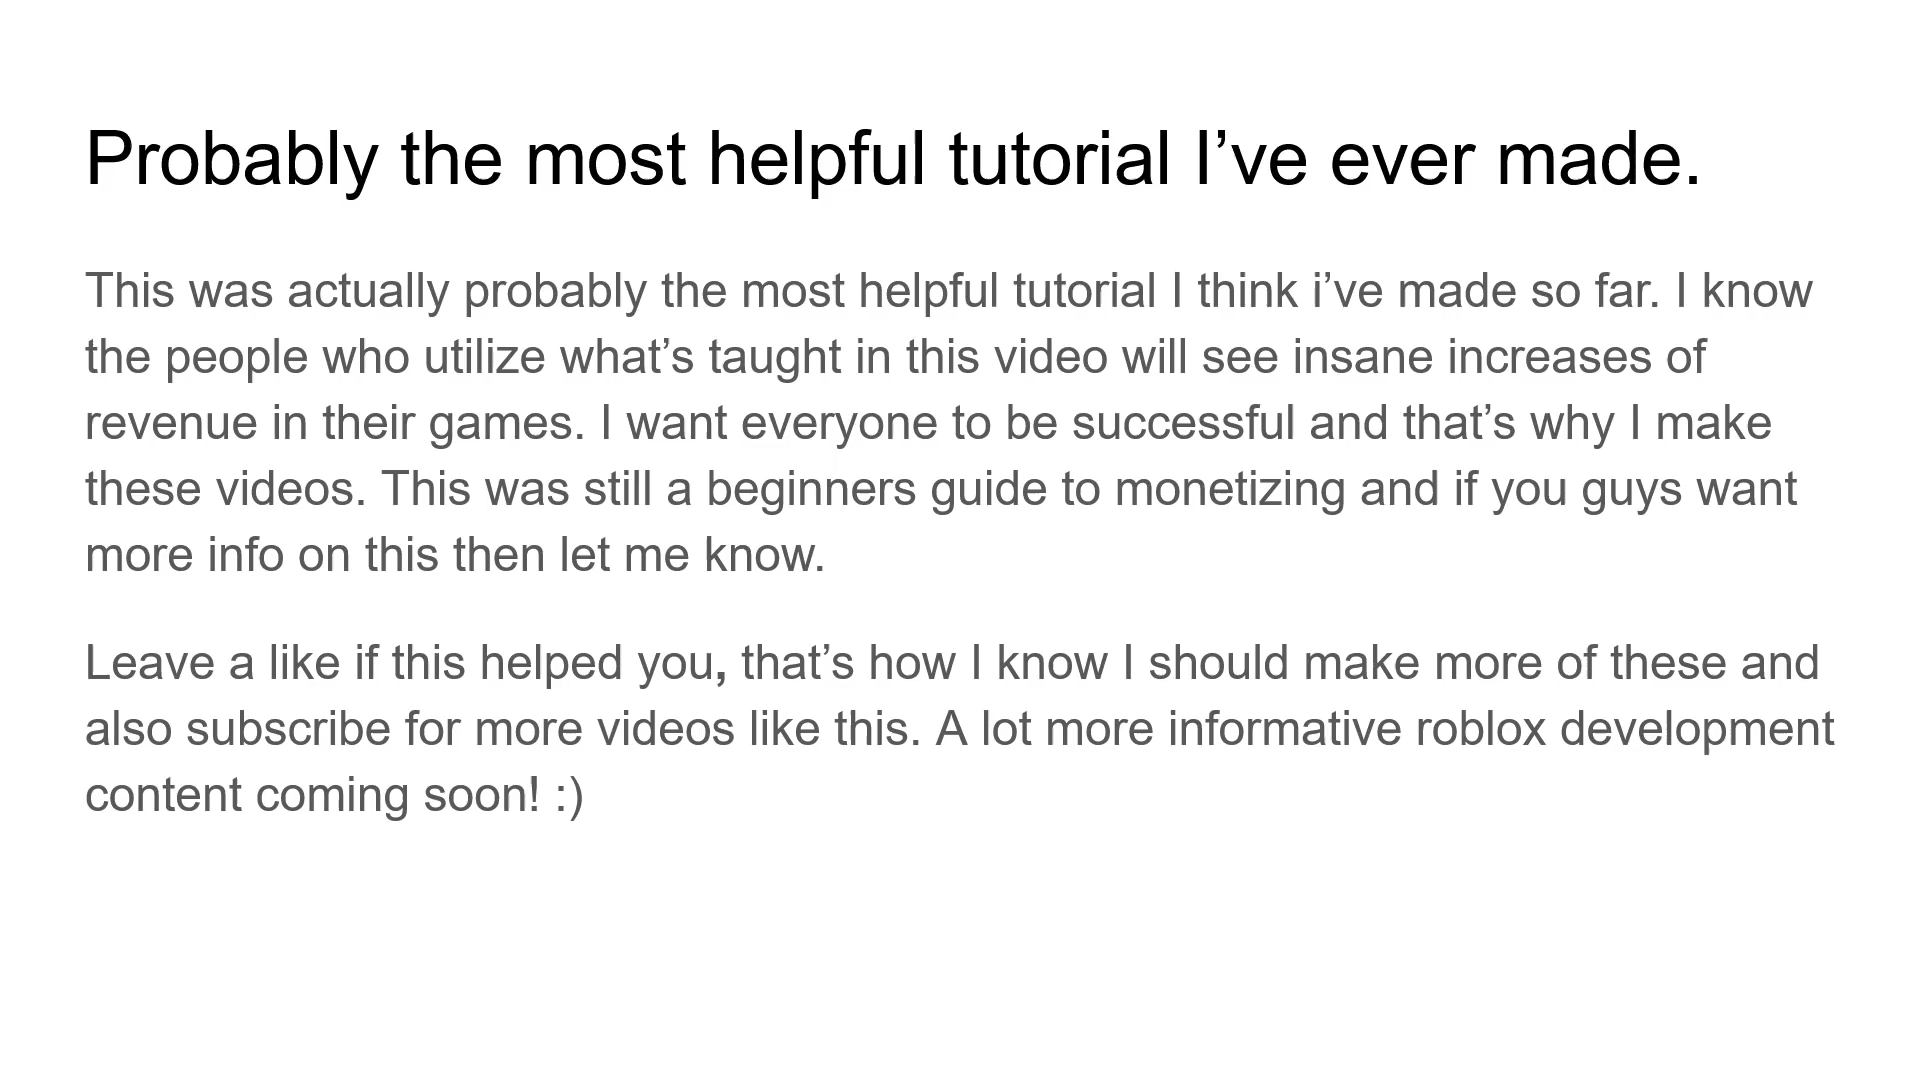 Probably the most helpful tutorial I’ve ever made.
This was actually probably the most helpful tutorial I think i’ve made so far. I know
the people who utilize what’s taught in this video will see insane increases of
revenue in their games. I want everyone to be successful and that’s why I make
these videos. This was still a beginners guide to monetizing and if you guys want
more info on this then let me know.
Leave a like if this helped you, that’s how I know I should make more of these and
also subscribe for more videos like this. A lot more informative roblox development
content coming soon! :)